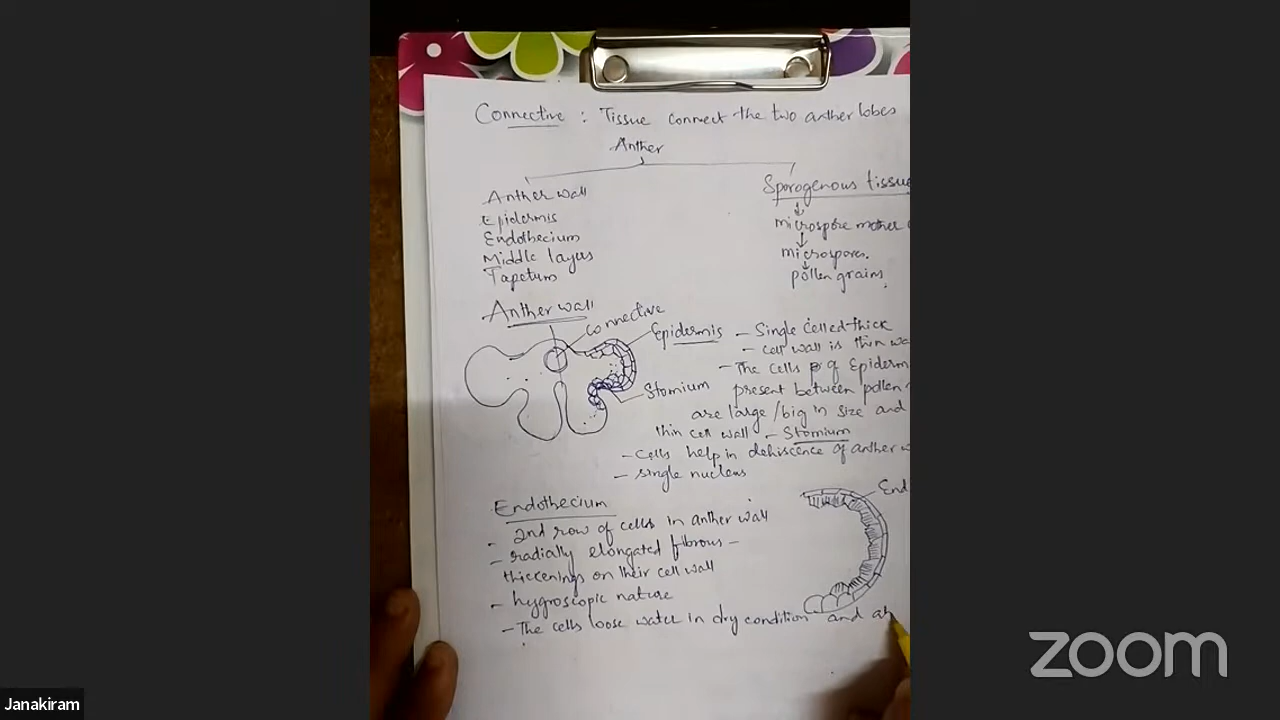 Connective : Tissue connect the two anther lobes
Anther
Anther wall
Epidermis
Endothecium
Middle layers
Tapetum
Sporogenous tissue
microspore mother
microspores.
pollen grains.
Anther wall
connective
Epidermis - Single celled thick
- cell wall is thin wa
- The cells of Epiderm
Stomium
present between pollen
are large/big in size and
thin cell wall - Stomium
- Cells help in dehiscence of anther w
- single nucleus
Endothecium
End
- 2nd row of cells in anther wall
- radially elongated fibrous -
thickenings on their cell wall
- hygroscopic nature
- The cells loose water in dry condition and ab
zoom
Janakiram